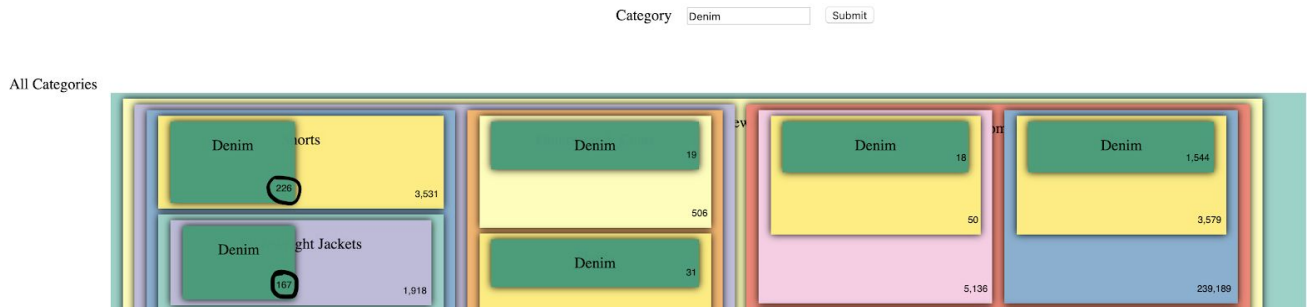 Category Denim Submit
All Categories
Denim
226
3,531
Denim
19
506
Denim
18
50
5,136
Denim
1,544
3,579
239,189
ght Jackets
Denim
167
1,918
Denim
31